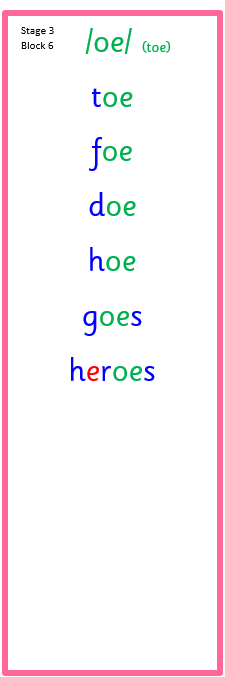 Stage 3
Block 6
/oe/ (toe)
toe
foe
doe
hoe
goes
heroes